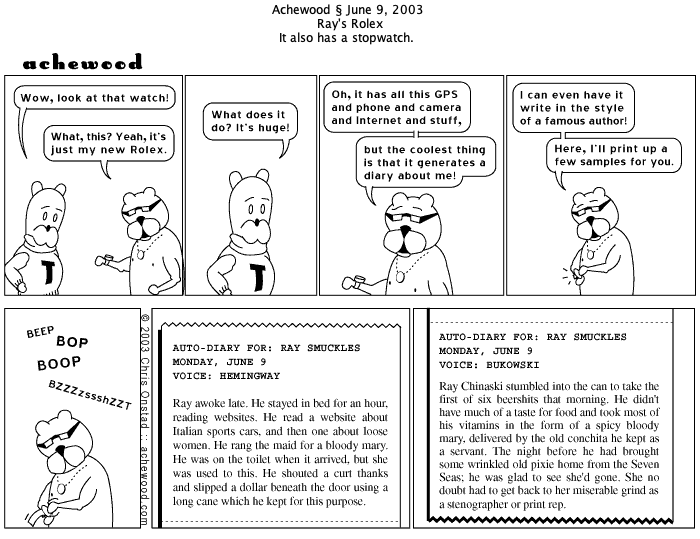 Achewood § June 9, 2003
Ray's Rolex
It also has a stopwatch.
achewood
Wow, look at that watch!
What, this? Yeah, it's
just my new Rolex.
What does it
do? It's huge!
Oh, it has all this GPS
and phone and camera
and Internet and stuff,
but the coolest thing
is that it generates a
diary about me!
I can even have it
write in the style
of a famous author!
Here, I'll print up a
few samples for you.
T
T
BEEP
BOP
BOOP
BZZZzssshZZT
© 2003 Chris Onstad :: achewood.com
AUTO-DIARY FOR: RAY SMUCKLES
MONDAY, JUNE 9
VOICE: HEMINGWAY
Ray awoke late. He stayed in bed for an hour,
reading websites. He read a website about
Italian sports cars, and then one about loose
women. He rang the maid for a bloody mary.
He was on the toilet when it arrived, but she
was used to this. He shouted a curt thanks
and slipped a dollar beneath the door using a
long cane which he kept for this purpose.
AUTO-DIARY FOR: RAY SMUCKLES
MONDAY, JUNE 9
VOICE: BUKOWSKI
Ray Chinaski stumbled into the can to take the
first of six beershits that morning. He didn't
have much of a taste for food and took most of
his vitamins in the form of a spicy bloody
mary, delivered by the old conchita he kept as
a servant. The night before he had brought
some wrinkled old pixie home from the Seven
Seas; he was glad to see she'd gone. She no
doubt had to get back to her miserable grind as
a stenographer or print rep.